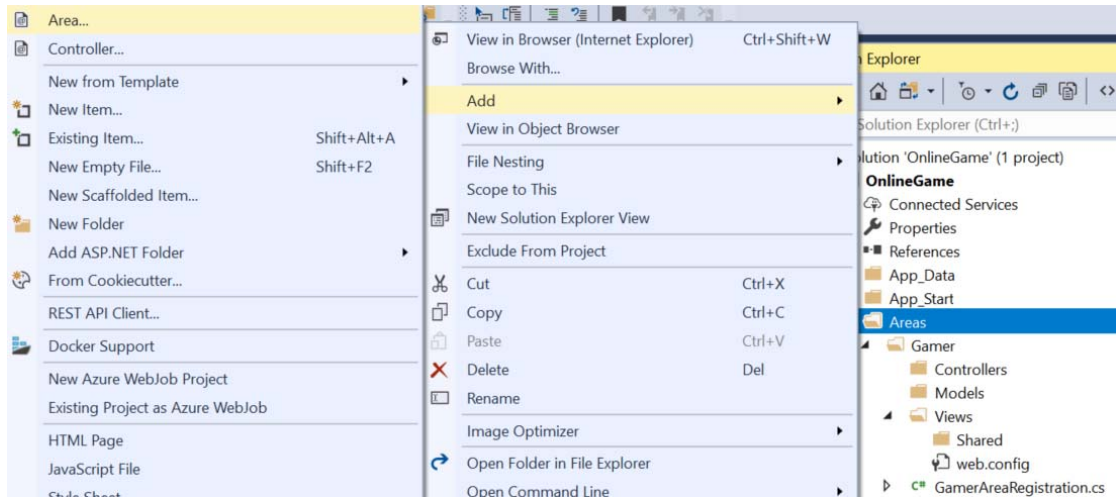 Area...
Controller...
New from Template
New Item...
Existing Item... Shift+Alt+A
New Empty File... Shift+F2
New Scaffolded Item...
New Folder
Add ASP.NET Folder
From Cookiecutter...
REST API Client...
Docker Support
New Azure WebJob Project
Existing Project as Azure WebJob
HTML Page
JavaScript File
Style Sheet
View in Browser (Internet Explorer) Ctrl+Shift+W
Browse With...
Add
View in Object Browser
File Nesting
Scope to This
New Solution Explorer View
Exclude From Project
Cut Ctrl+X
Copy Ctrl+C
Paste Ctrl+V
Delete Del
Rename
Image Optimizer
Open Folder in File Explorer
Open Command Line
n Explorer
Solution Explorer (Ctrl+;)
olution 'OnlineGame' (1 project)
OnlineGame
Connected Services
Properties
References
App_Data
App_Start
Areas
Gamer
Controllers
Models
Views
Shared
web.config
C# GamerAreaRegistration.cs